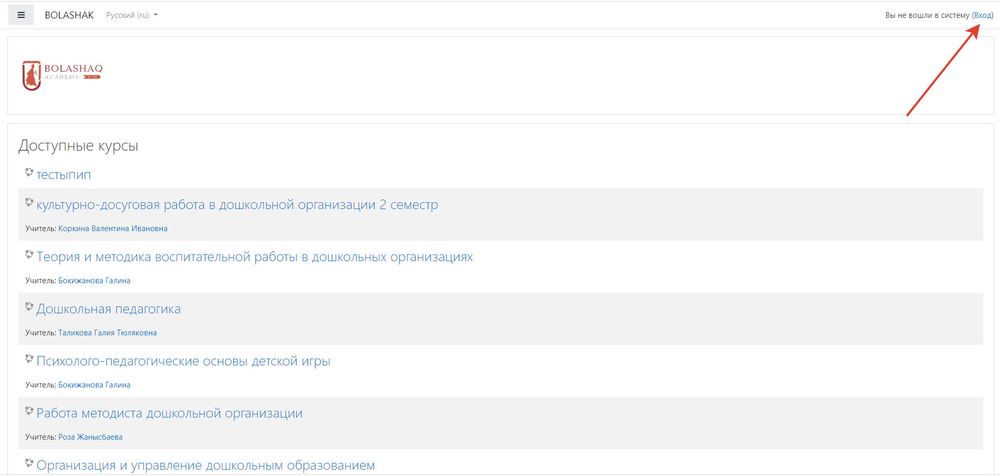 BOLASHAK Русский (ru) Вы не вошли в систему (Вход)
BOLASHAQ
ACADEMY Est. 1995
Доступные курсы
тестыпип
культурно-досуговая работа в дошкольной организации 2 семестр
Учитель: Коркина Валентина Ивановна
Теория и методика воспитательной работы в дошкольных организациях
Учитель: Бокижанова Галина
Дошкольная педагогика
Учитель: Таликова Галия Тюляковна
Психолого-педагогические основы детской игры
Учитель: Бокижанова Галина
Работа методиста дошкольной организации
Учитель: Роза Жанысбаева
Организация и управление дошкольным образованием